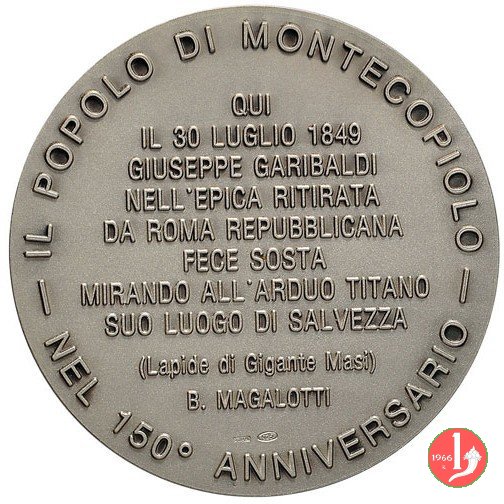 IL POPOLO DI MONTECOPIOLO
QUI
IL 30 LUGLIO 1849
GIUSEPPE GARIBALDI
NELL'EPICA RITIRATA
DA ROMA REPUBBLICANA
FECE SOSTA
MIRANDO ALL'ARDUO TITANO
SUO LUOGO DI SALVEZZA
(Lapide di Gigante Masi)
B. MAGALOTTI
— NEL 150° ANNIVERSARIO —
1966